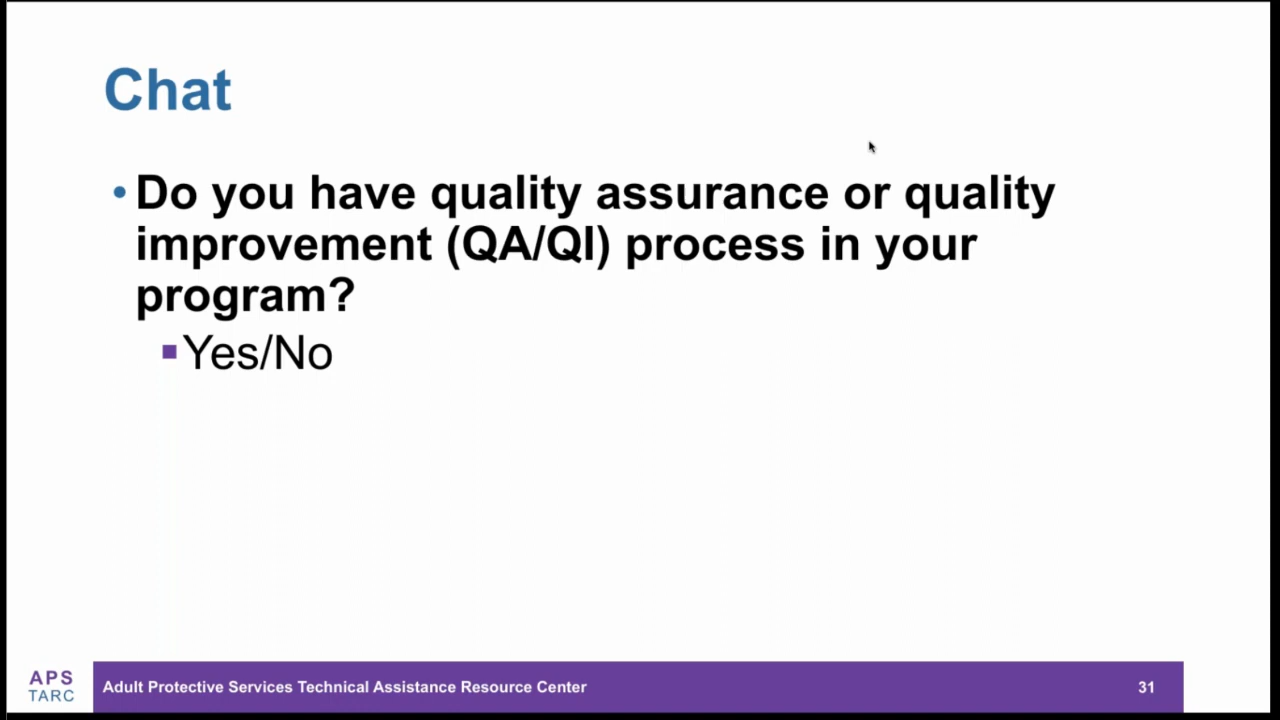 Chat
• Do you have quality assurance or quality
improvement (QA/QI) process in your
program?
▪ Yes/No
APS
TARC
Adult Protective Services Technical Assistance Resource Center
31